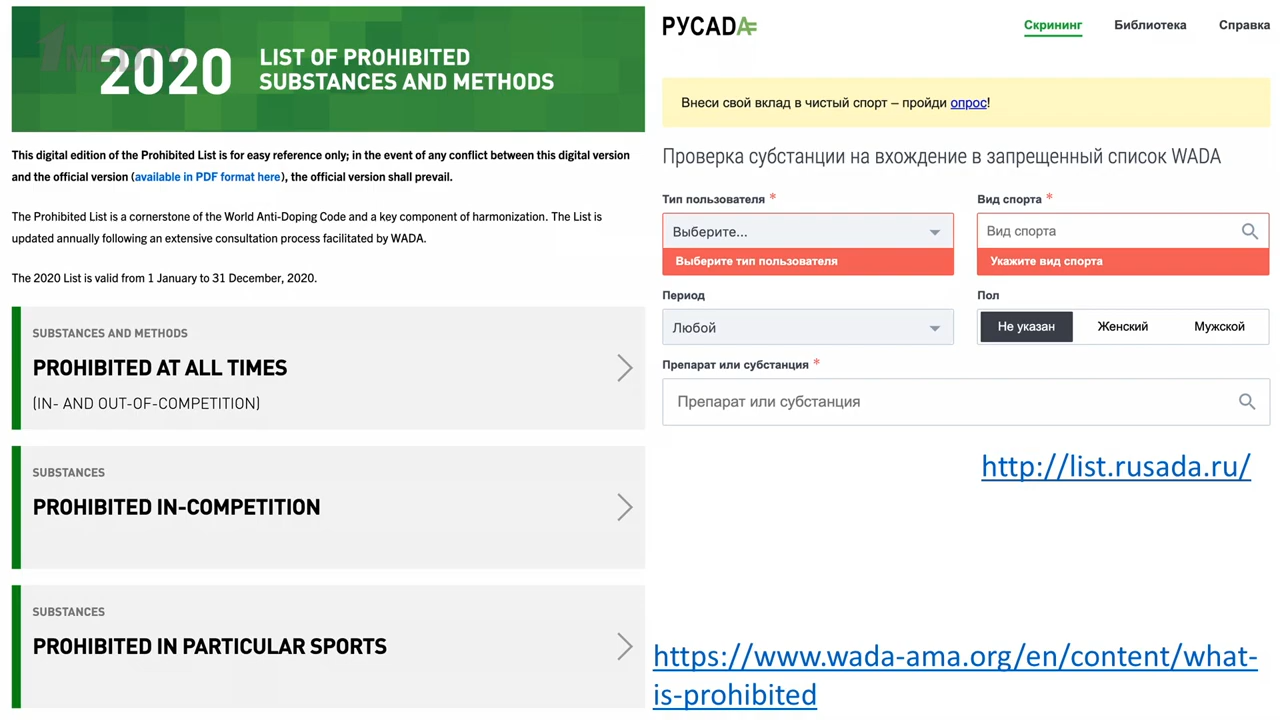 1MEDTV
2020
LIST OF PROHIBITED
SUBSTANCES AND METHODS
This digital edition of the Prohibited List is for easy reference only; in the event of any conflict between this digital version
and the official version (available in PDF format here), the official version shall prevail.
The Prohibited List is a cornerstone of the World Anti-Doping Code and a key component of harmonization. The List is
updated annually following an extensive consultation process facilitated by WADA.
The 2020 List is valid from 1 January to 31 December, 2020.
SUBSTANCES AND METHODS
PROHIBITED AT ALL TIMES
(IN- AND OUT-OF-COMPETITION)
SUBSTANCES
PROHIBITED IN-COMPETITION
SUBSTANCES
PROHIBITED IN PARTICULAR SPORTS
РУСАДА
Скрининг Библиотека Справка
Внеси свой вклад в чистый спорт – пройди опрос!
Проверка субстанции на вхождение в запрещенный список WADA
Тип пользователя * Вид спорта *
Выберите... Вид спорта
Выберите тип пользователя Укажите вид спорта
Период Пол
Любой Не указан Женский Мужской
Препарат или субстанция *
Препарат или субстанция
http://list.rusada.ru/
https://www.wada-ama.org/en/content/what-
is-prohibited